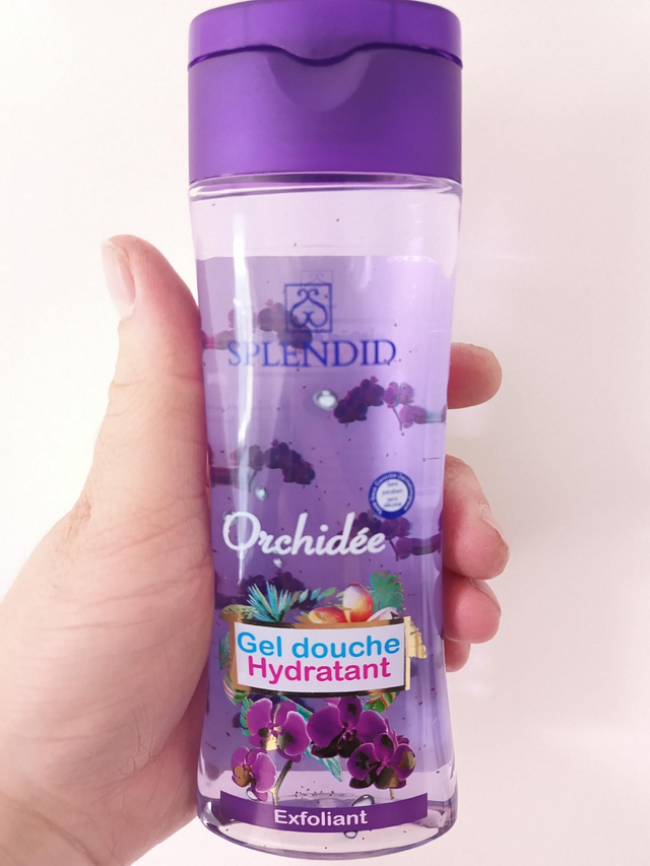 SPLENDID
Orchidée
Gel douche
Hydratant
Exfoliant